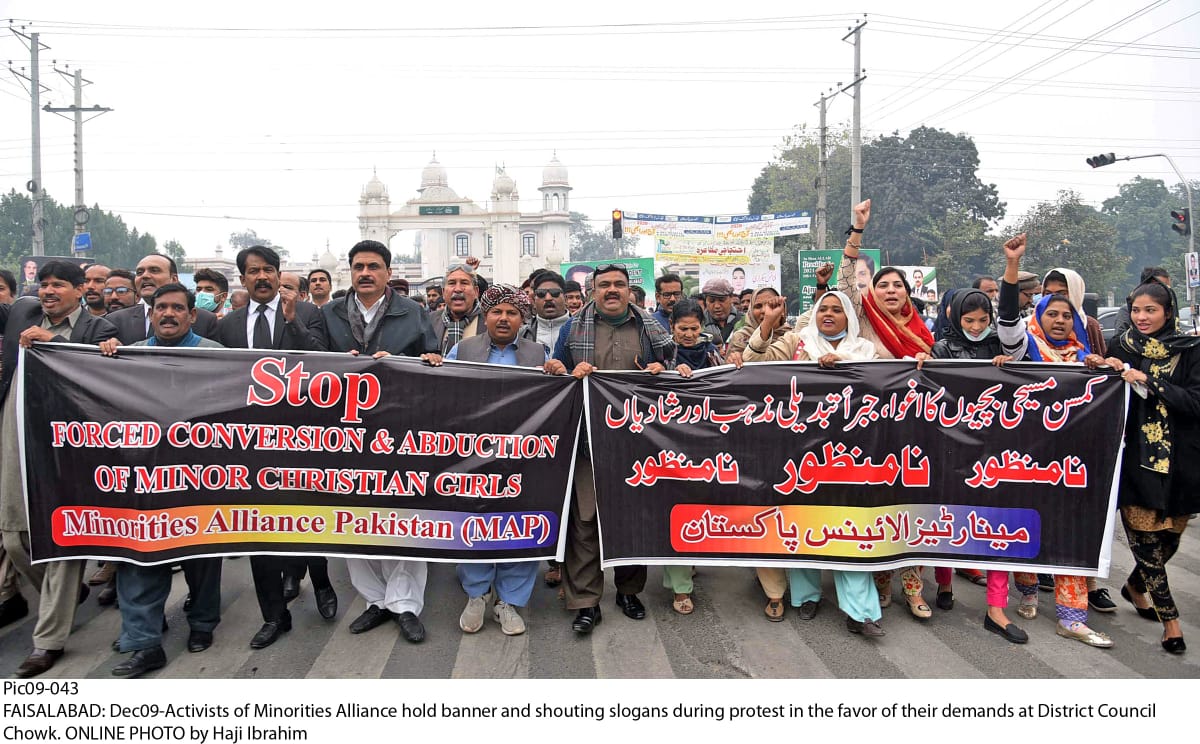 Stop
FORCED CONVERSION & ABDUCTION
OF MINOR CHRISTIAN GIRLS
Minorities Alliance Pakistan (MAP)
کمسن مسیحی بچیوں کا اغوا، جبراً تبدیلی مذہب اور شادیاں
نامنظور نامنظور نامنظور
مینارٹیز الائینس پاکستان
Pic09-043
FAISALABAD: Dec09-Activists of Minorities Alliance hold banner and shouting slogans during protest in the favor of their demands at District Council
Chowk. ONLINE PHOTO by Haji Ibrahim